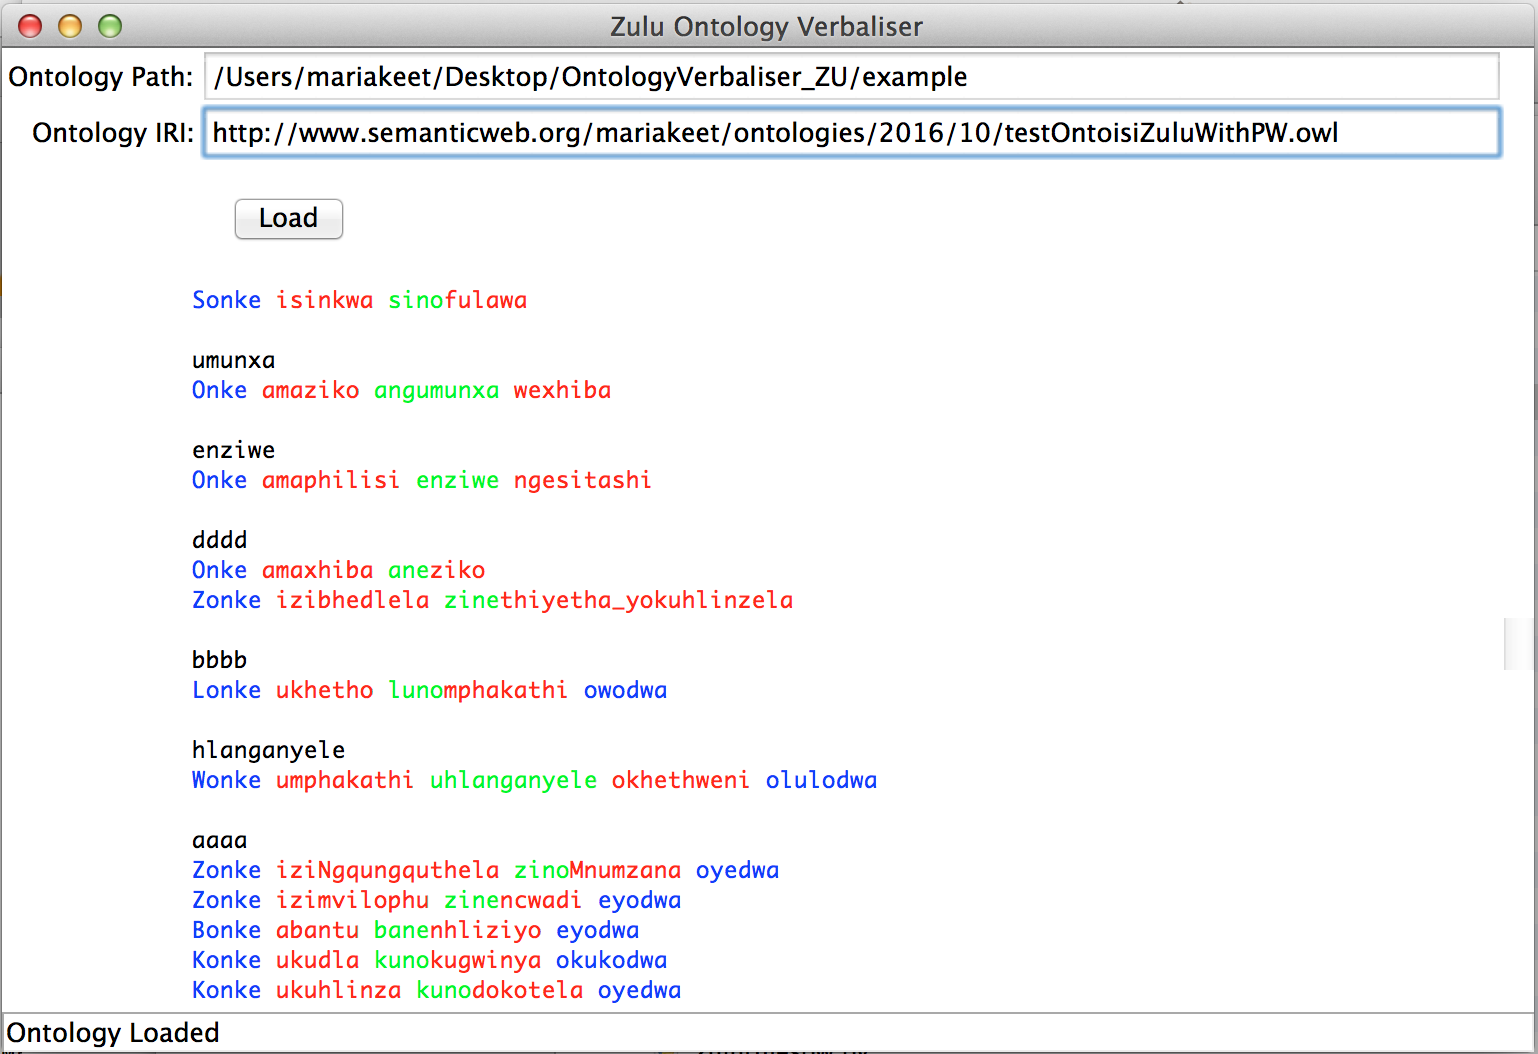 Zulu Ontology Verbaliser
Ontology Path: /Users/mariakeet/Desktop/OntologyVerbaliser_ZU/example
Ontology IRI: http://www.semanticweb.org/mariakeet/ontologies/2016/10/testOntoisiZuluWithPW.owl
Load
Sonke isinkwa sinofulawa
umunxa
Onke amaziko angumunxa wexhiba
enziwe
Onke amaphilisi enziwe ngesitashi
dddd
Onke amaxhiba aneziko
Zonke izibhedlela zinethiyetha_yokuhlinzela
bbbb
Lonke ukhetho lunomphakathi owodwa
hlanganyele
Wonke umphakathi uhlanganyele okhethweni olulodwa
aaaa
Zonke iziNgqungquthela zinoMnumzana oyedwa
Zonke izimvilophu zinencwadi eyodwa
Bonke abantu banenhliziyo eyodwa
Konke ukudla kunokugwinya okukodwa
Konke ukuhlinza kunodokotela oyedwa
Ontology Loaded